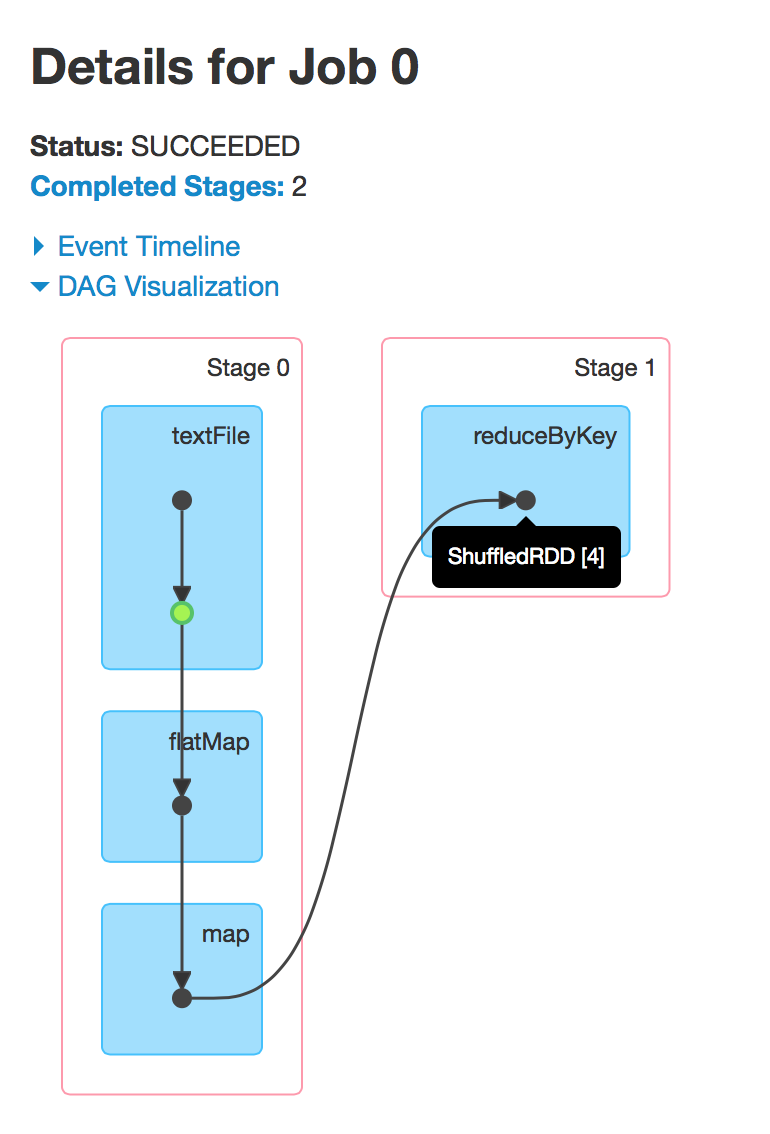 Details for Job 0
Status: SUCCEEDED
Completed Stages: 2
Event Timeline
DAG Visualization
Stage 0
textFile
flatMap
map
Stage 1
reduceByKey
ShuffledRDD [4]